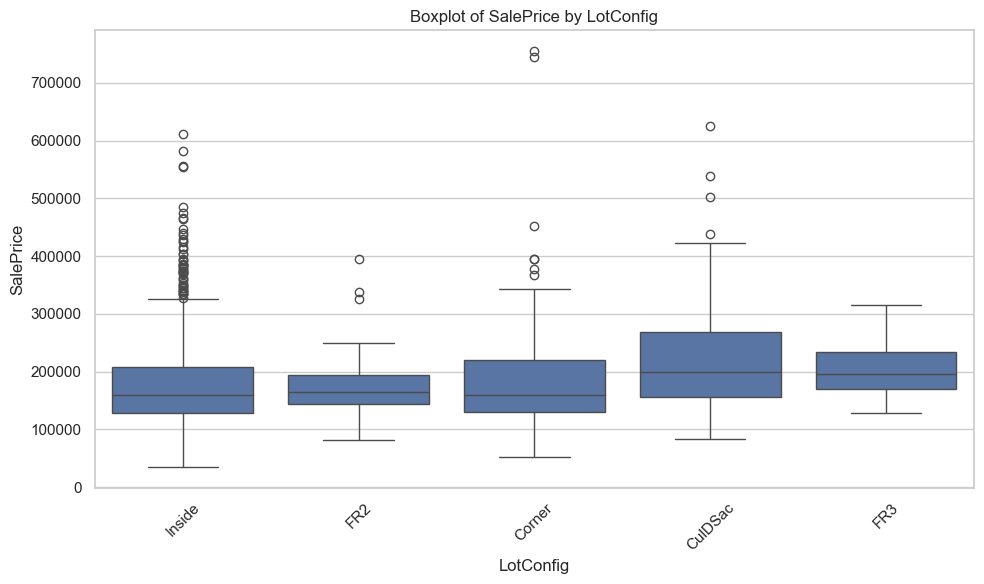 Boxplot of SalePrice by LotConfig
SalePrice
700000
600000
500000
400000
300000
200000
100000
0
Inside
FR2
Corner
CulDSac
FR3
LotConfig